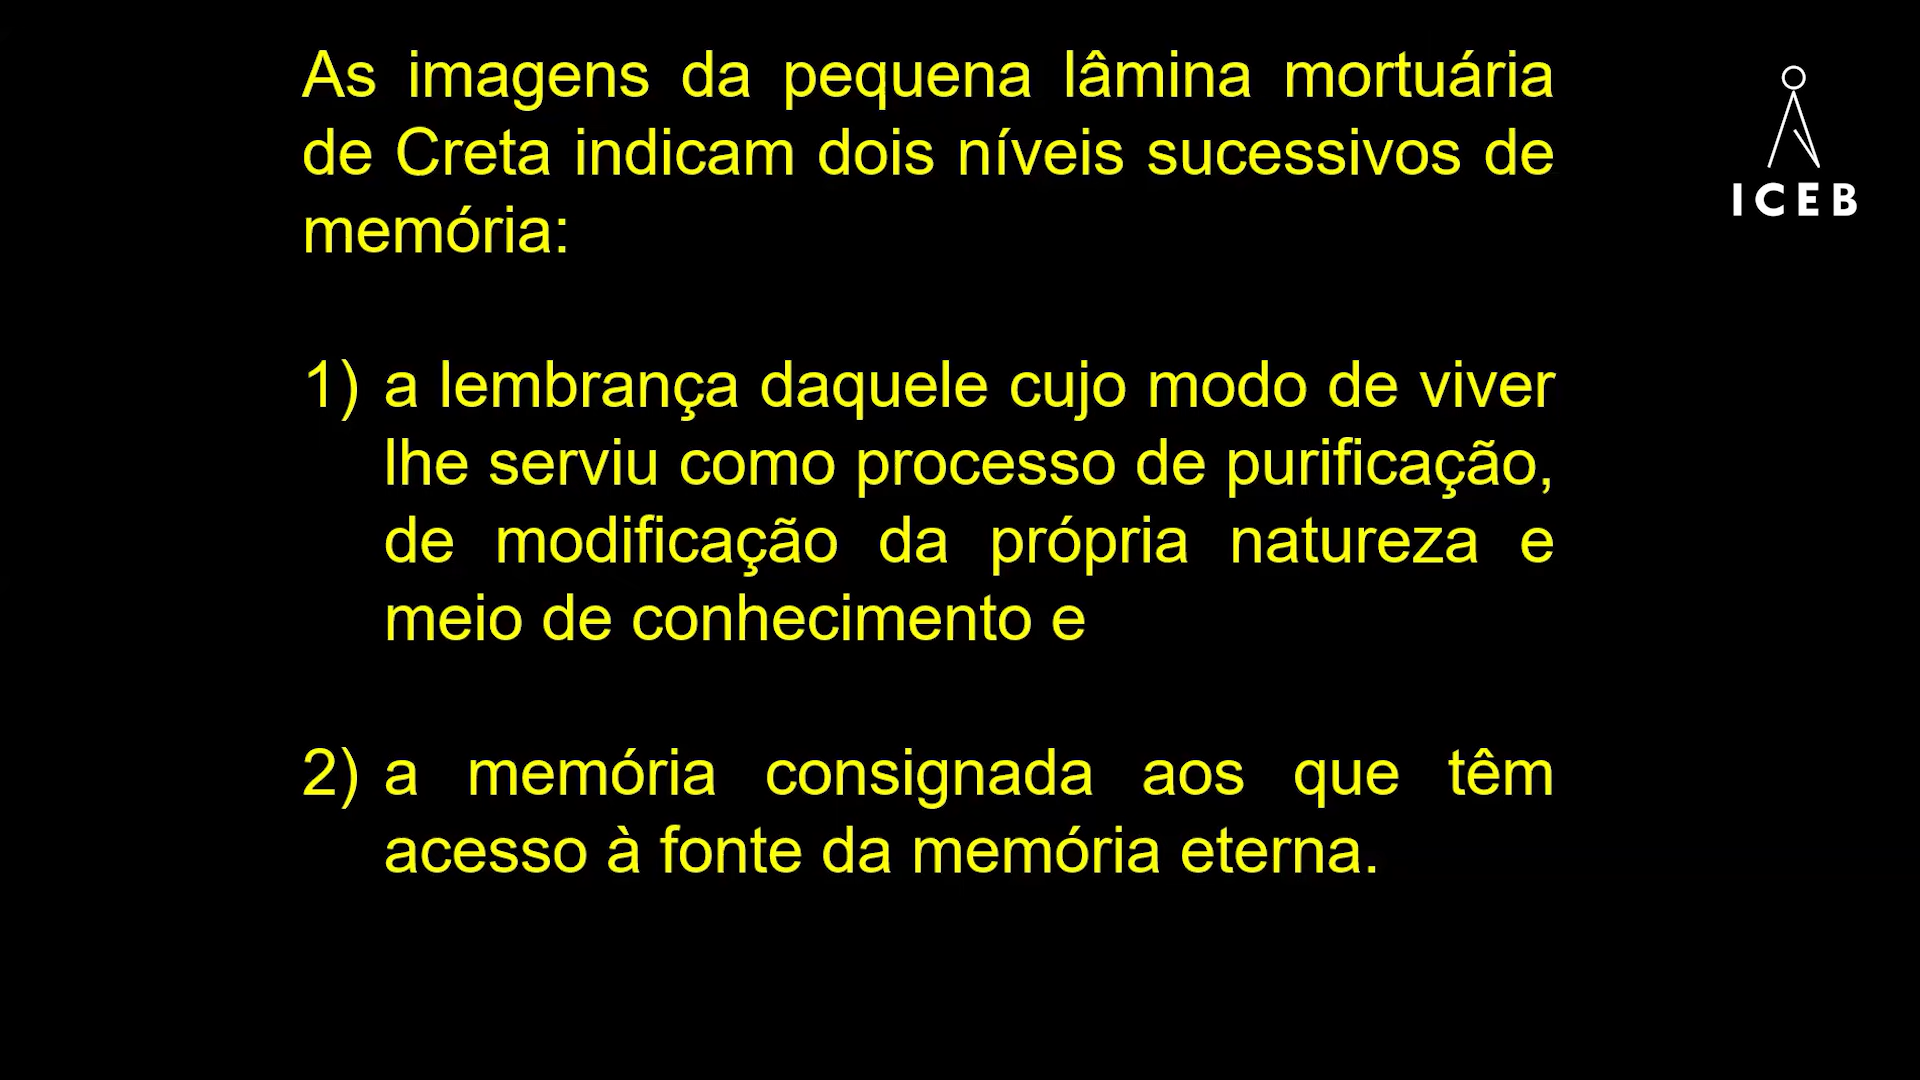 As imagens da pequena lâmina mortuária
de Creta indicam dois níveis sucessivos de
memória:
1) a lembrança daquele cujo modo de viver
lhe serviu como processo de purificação,
de modificação da própria natureza e
meio de conhecimento e
2) a memória consignada aos que têm
acesso à fonte da memória eterna.
ICEB